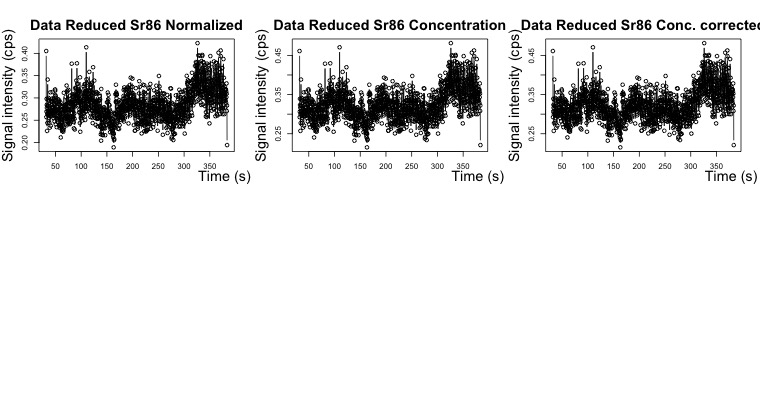 Data Reduced Sr86 Normalized
Signal intensity (cps)
0.20 0.25 0.30 0.35 0.40
50 100 150 200 250 300 350
Time (s)
Data Reduced Sr86 Concentration
Signal intensity (cps)
0.25 0.35 0.45
50 100 150 200 250 300 350
Time (s)
Data Reduced Sr86 Conc. corrected
Signal intensity (cps)
0.25 0.35 0.45
50 100 150 200 250 300 350
Time (s)